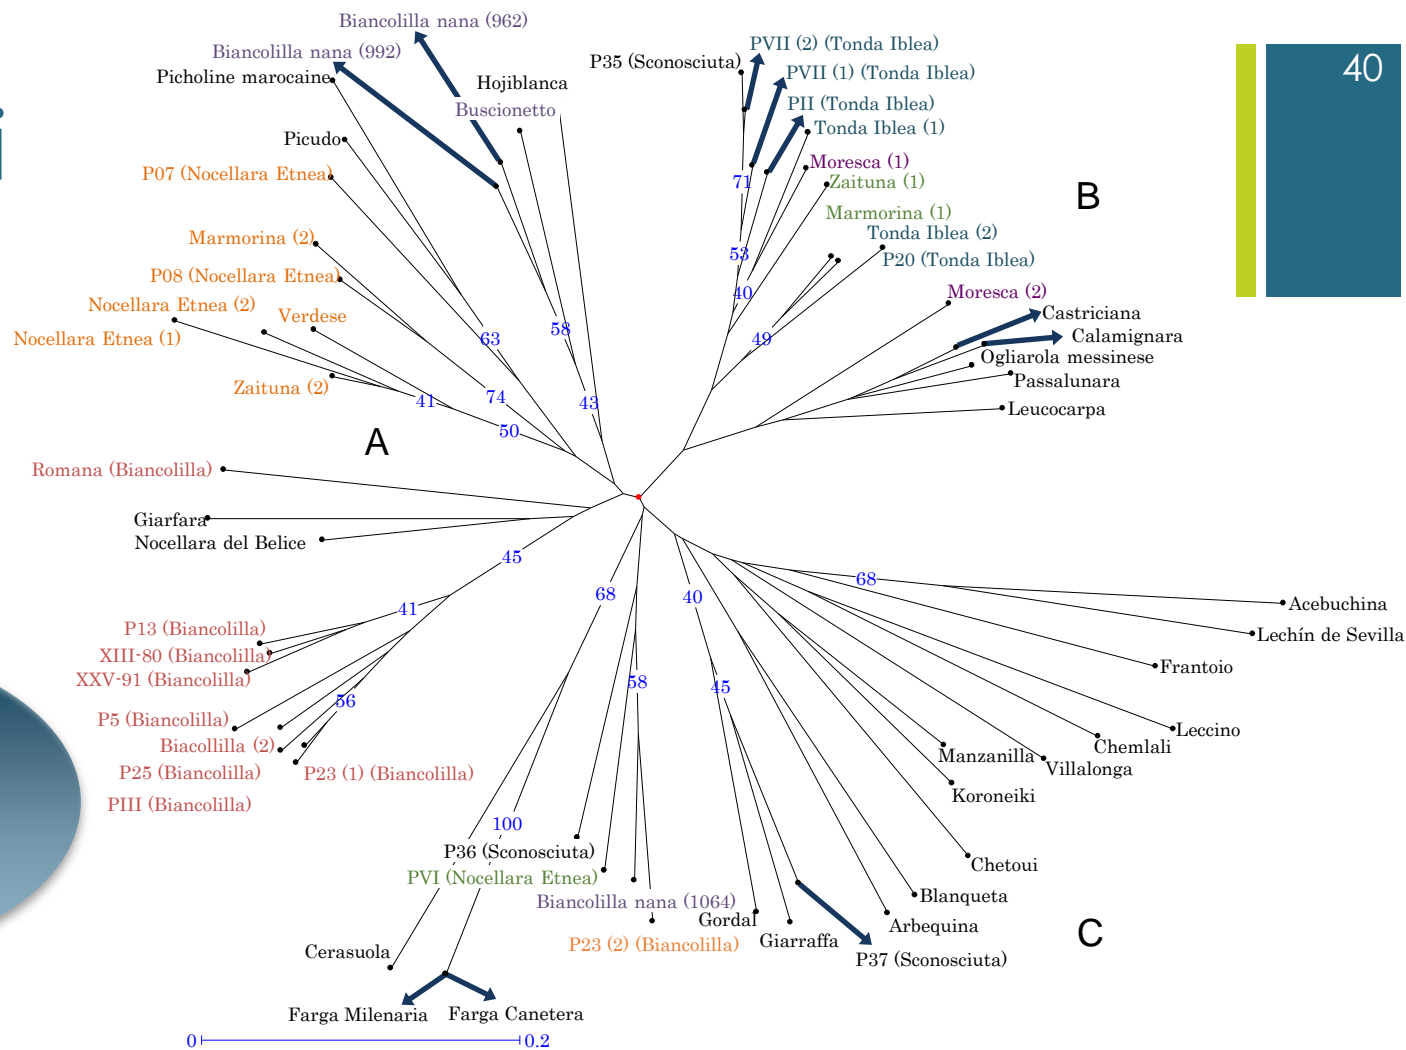 40
i
Biancolilla nana (962)
Biancolilla nana (992)
Picholine marocaine
Hojiblanca
Buscionetto
Picudo
P07 (Nocellara Etnea)
Marmorina (2)
P08 (Nocellara Etnea)
Nocellara Etnea (2)
Verdese
Nocellara Etnea (1)
Zaituna (2)
63
58
74
43
41
50
A
P35 (Sconosciuta)
PVII (2) (Tonda Iblea)
PVII (1) (Tonda Iblea)
PII (Tonda Iblea)
Tonda Iblea (1)
Moresca (1)
Zaituna (1)
Marmorina (1)
Tonda Iblea (2)
P20 (Tonda Iblea)
71
53
40
49
B
Moresca (2)
Castriciana
Calamignara
Ogliarola messinese
Passalunara
Leucocarpa
Romana (Biancolilla)
Giarfara
Nocellara del Belice
45
41
P13 (Biancolilla)
XIII-80 (Biancolilla)
XXV-91 (Biancolilla)
56
P5 (Biancolilla)
Biacollilla (2)
P25 (Biancolilla)
P23 (1) (Biancolilla)
PIII (Biancolilla)
68
40
58
45
100
68
Acebuchina
Lechín de Sevilla
Frantoio
Leccino
Chemlali
Manzanilla
Villalonga
Koroneiki
Chetoui
Blanqueta
Arbequina
P36 (Sconosciuta)
PVI (Nocellara Etnea)
Biancolilla nana (1064)
P23 (2) (Biancolilla)
Gordal
Giarraffa
P37 (Sconosciuta)
C
Cerasuola
Farga Milenaria
Farga Canetera
0
0.2